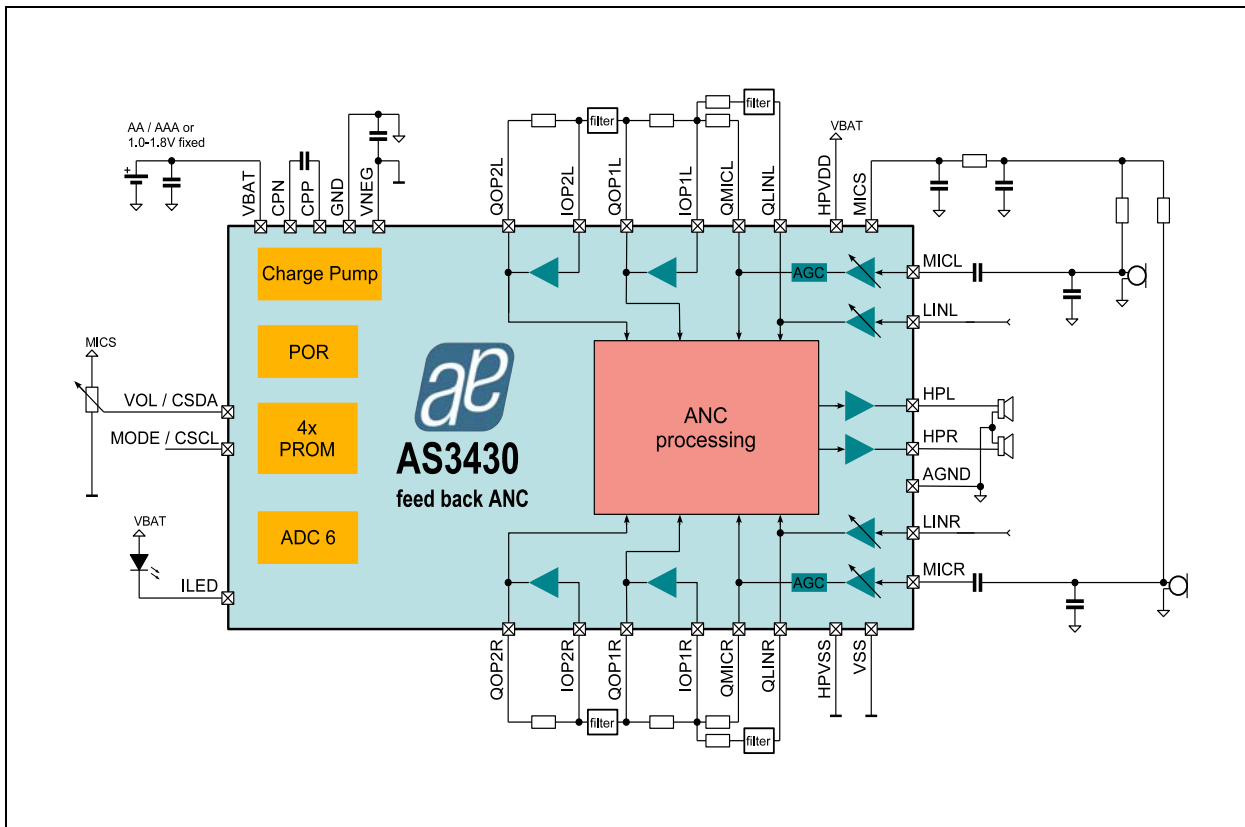 AA / AAA or
1.0-1.8V fixed
VBAT
CPN
CPP
GND
VNEG
QOP2L
IOP2L
QOP1L
IOP1L
QMICL
QLINL
HPVDD
MICS
filter
filter
VBAT
Charge Pump
POR
4x
PROM
ADC 6
ae
AS3430
feed back ANC
ANC
processing
AGC
AGC
MICL
LINL
HPL
HPR
AGND
LINR
MICR
MICS
VOL / CSDA
MODE / CSCL
VBAT
ILED
QOP2R
IOP2R
QOP1R
IOP1R
QMICR
QLINR
HPVSS
VSS
filter
filter